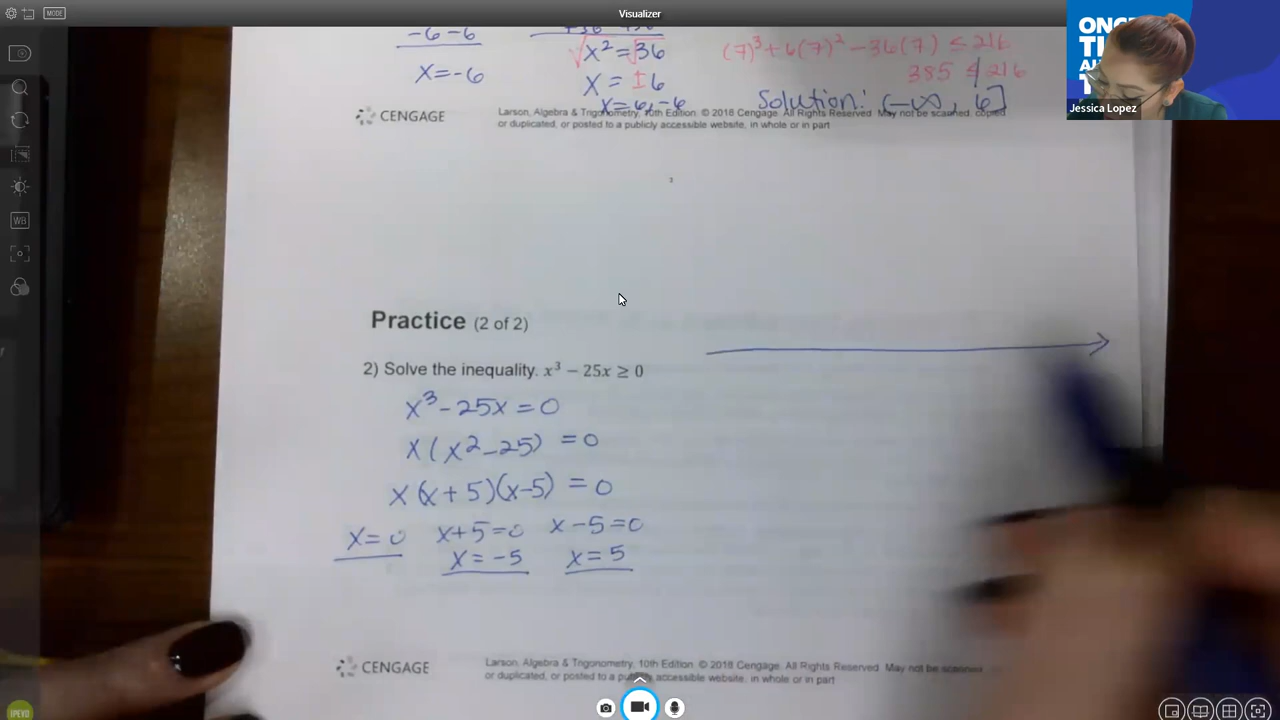 MODE
Visualizer
-6-6
x=-6
+36 +36
√x²=√36
x=±6
x=6,-6
(7)³+6(7)²-36(7)≤216
385≤216
Solution: (-∞, 6]
Jessica Lopez
CENGAGE
Larson, Algebra & Trigonometry, 10th Edition. © 2018 Cengage. All Rights Reserved. May not be scanned, copied
or duplicated, or posted to a publicly accessible website, in whole or in part
WB
Practice (2 of 2)
2) Solve the inequality. x³ − 25x ≥ 0
x³-25x=0
x(x²-25)=0
x(x+5)(x-5)=0
x=0 x+5=0 x-5=0
x=-5 x=5
CENGAGE
Larson, Algebra & Trigonometry, 10th Edition. © 2018 Cengage. All Rights Reserved. May not be scanned
or duplicated, or posted to a publicly accessible website, in whole or in part
IPEVO